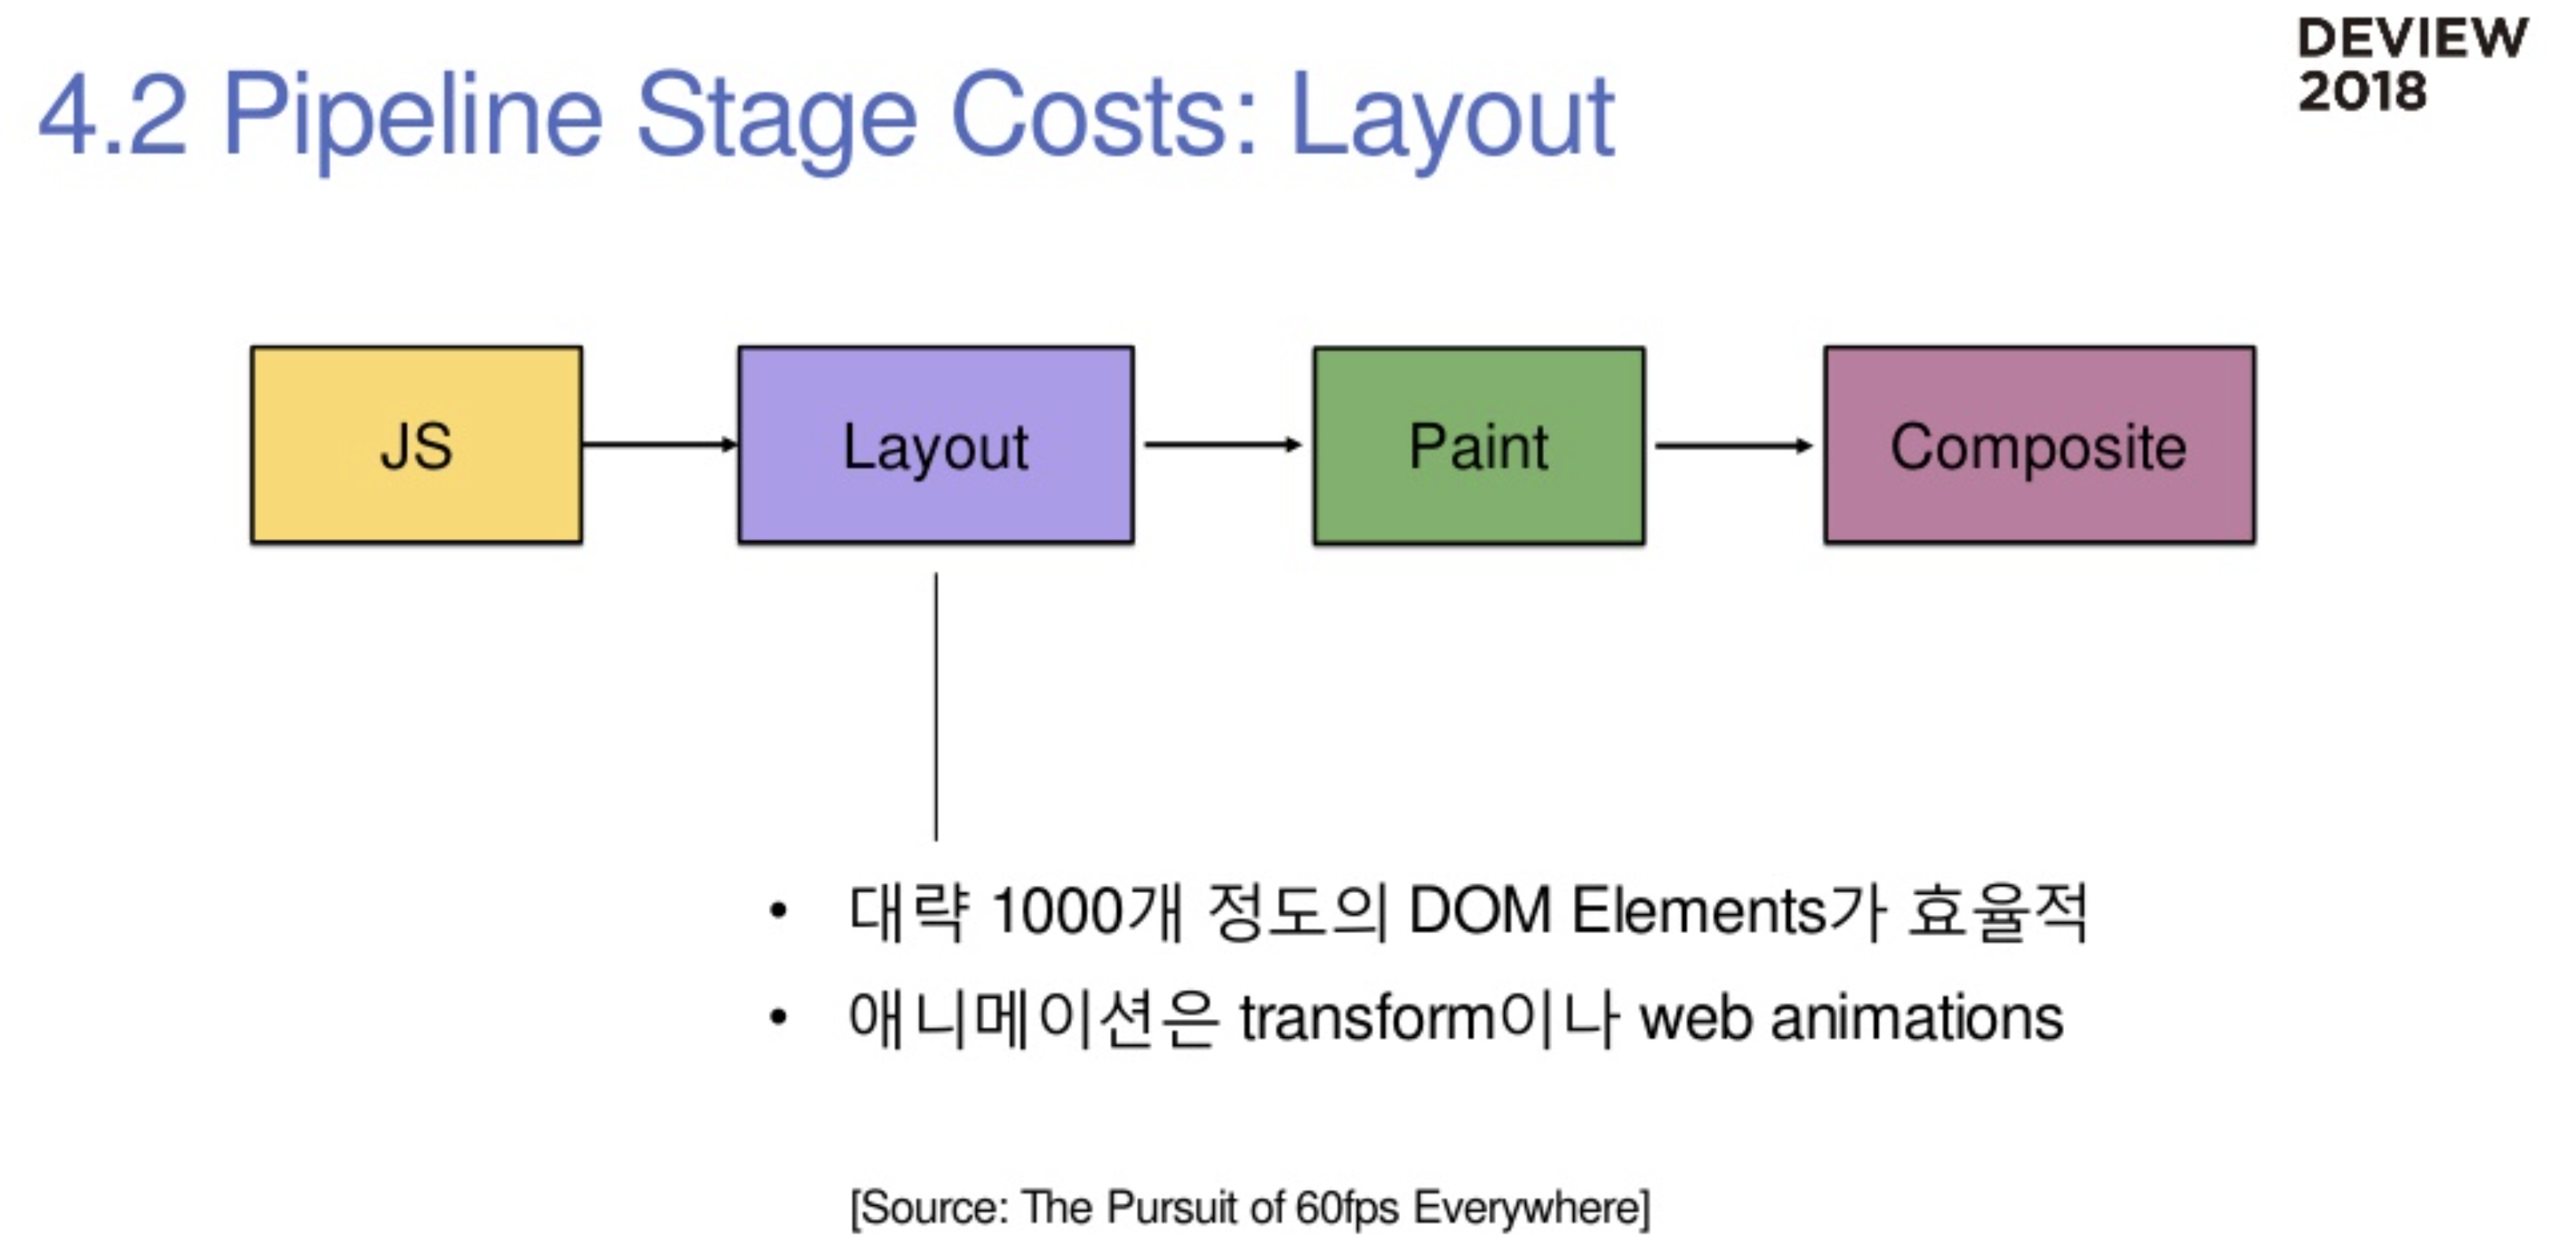 DEVIEW
2018
4.2 Pipeline Stage Costs: Layout
JS
Layout
Paint
Composite
• 대략 1000개 정도의 DOM Elements가 효율적
• 애니메이션은 transform이나 web animations
[Source: The Pursuit of 60fps Everywhere]